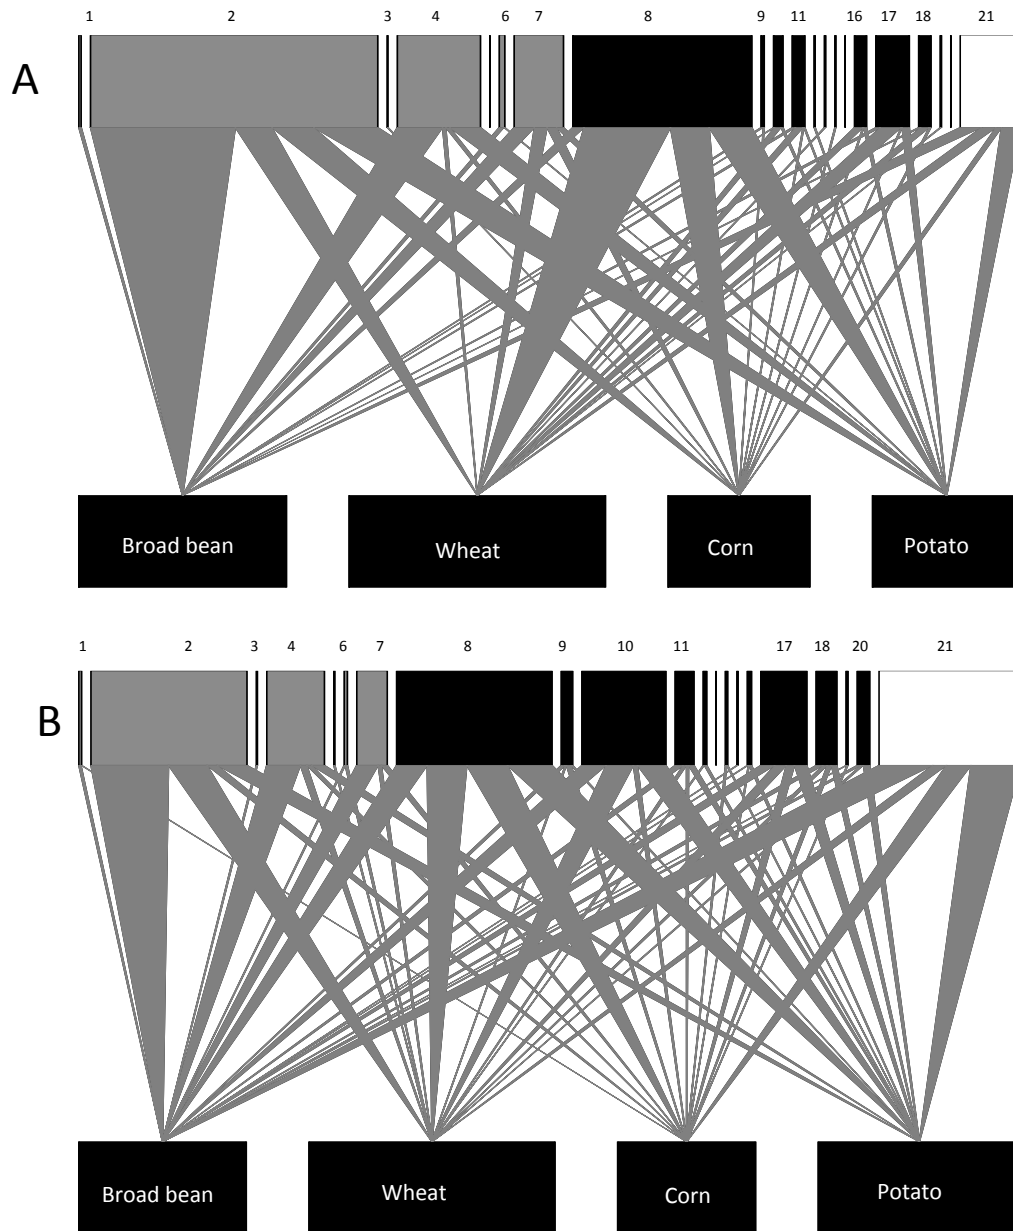 1 2 3 4 6 7 8 9 11 16 17 18 21
A
Broad bean Wheat Corn Potato
1 2 3 4 6 7 8 9 10 11 17 18 20 21
B
Broad bean Wheat Corn Potato